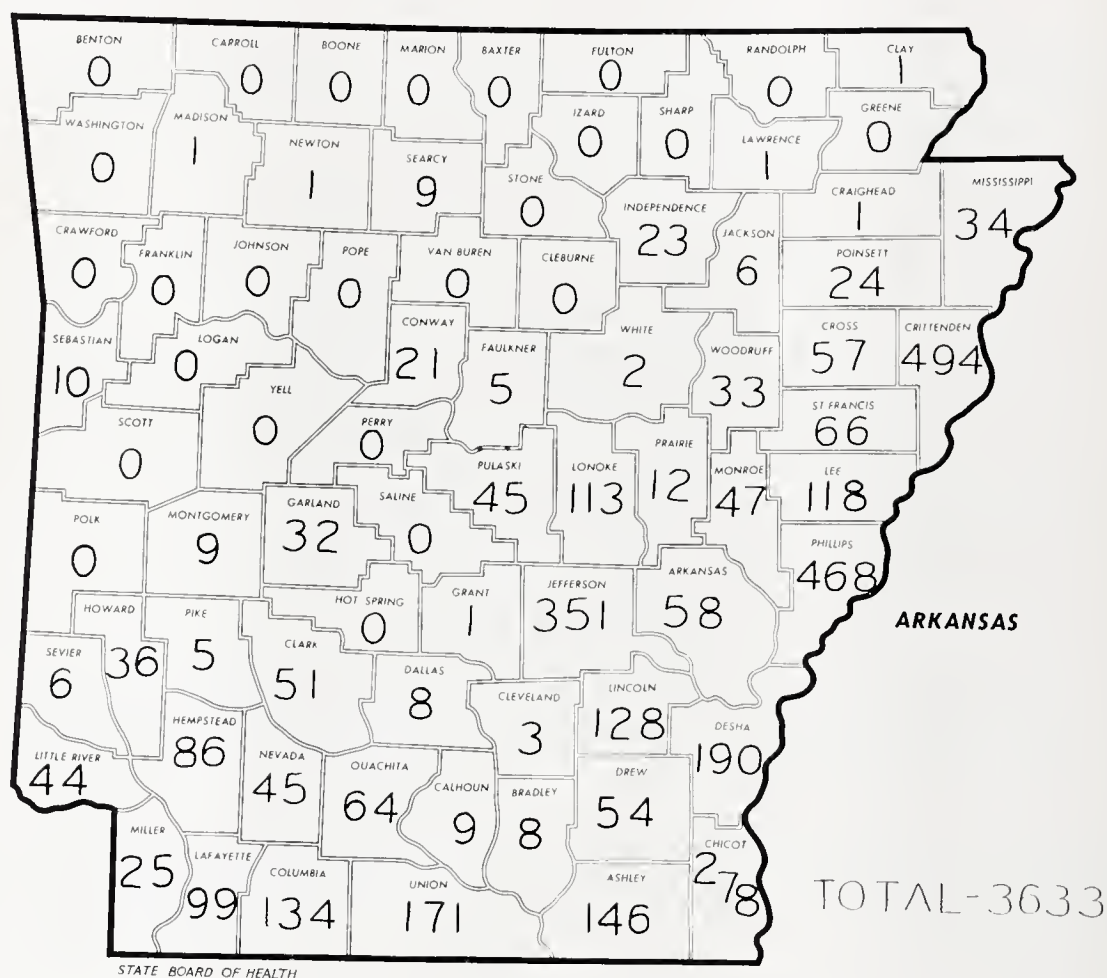 BENTON
0
CARROLL
0
BOONE
0
MARION
0
BAXTER
0
FULTON
0
RANDOLPH
0
CLAY
1
WASHINGTON
0
MADISON
1
NEWTON
1
SEARCY
9
STONE
0
IZARD
0
SHARP
0
LAWRENCE
1
GREENE
0
CRAIGHEAD
1
MISSISSIPPI
34
CRAWFORD
0
FRANKLIN
0
JOHNSON
0
POPE
0
VAN BUREN
0
CLEBURNE
0
INDEPENDENCE
23
JACKSON
6
POINSETT
24
SEBASTIAN
10
LOGAN
0
CONWAY
21
FAULKNER
5
WHITE
2
WOODRUFF
33
CROSS
57
CRITTENDEN
494
SCOTT
0
YELL
0
PERRY
0
PULASKI
45
LONOKE
113
PRAIRIE
12
MONROE
47
ST FRANCIS
66
LEE
118
PHILLIPS
468
POLK
0
MONTGOMERY
9
GARLAND
32
SALINE
0
HOT SPRING
0
GRANT
1
JEFFERSON
351
ARKANSAS
58
ARKANSAS
SEVIER
6
HOWARD
36
PIKE
5
CLARK
51
DALLAS
8
CLEVELAND
3
LINCOLN
128
DESHA
190
LITTLE RIVER
44
HEMPSTEAD
86
NEVADA
45
OUACHITA
64
CALHOUN
9
BRADLEY
8
DREW
54
CHICOT
278
MILLER
25
LAFAYETTE
99
COLUMBIA
134
UNION
171
ASHLEY
146
TOTAL-3633
STATE BOARD OF HEALTH